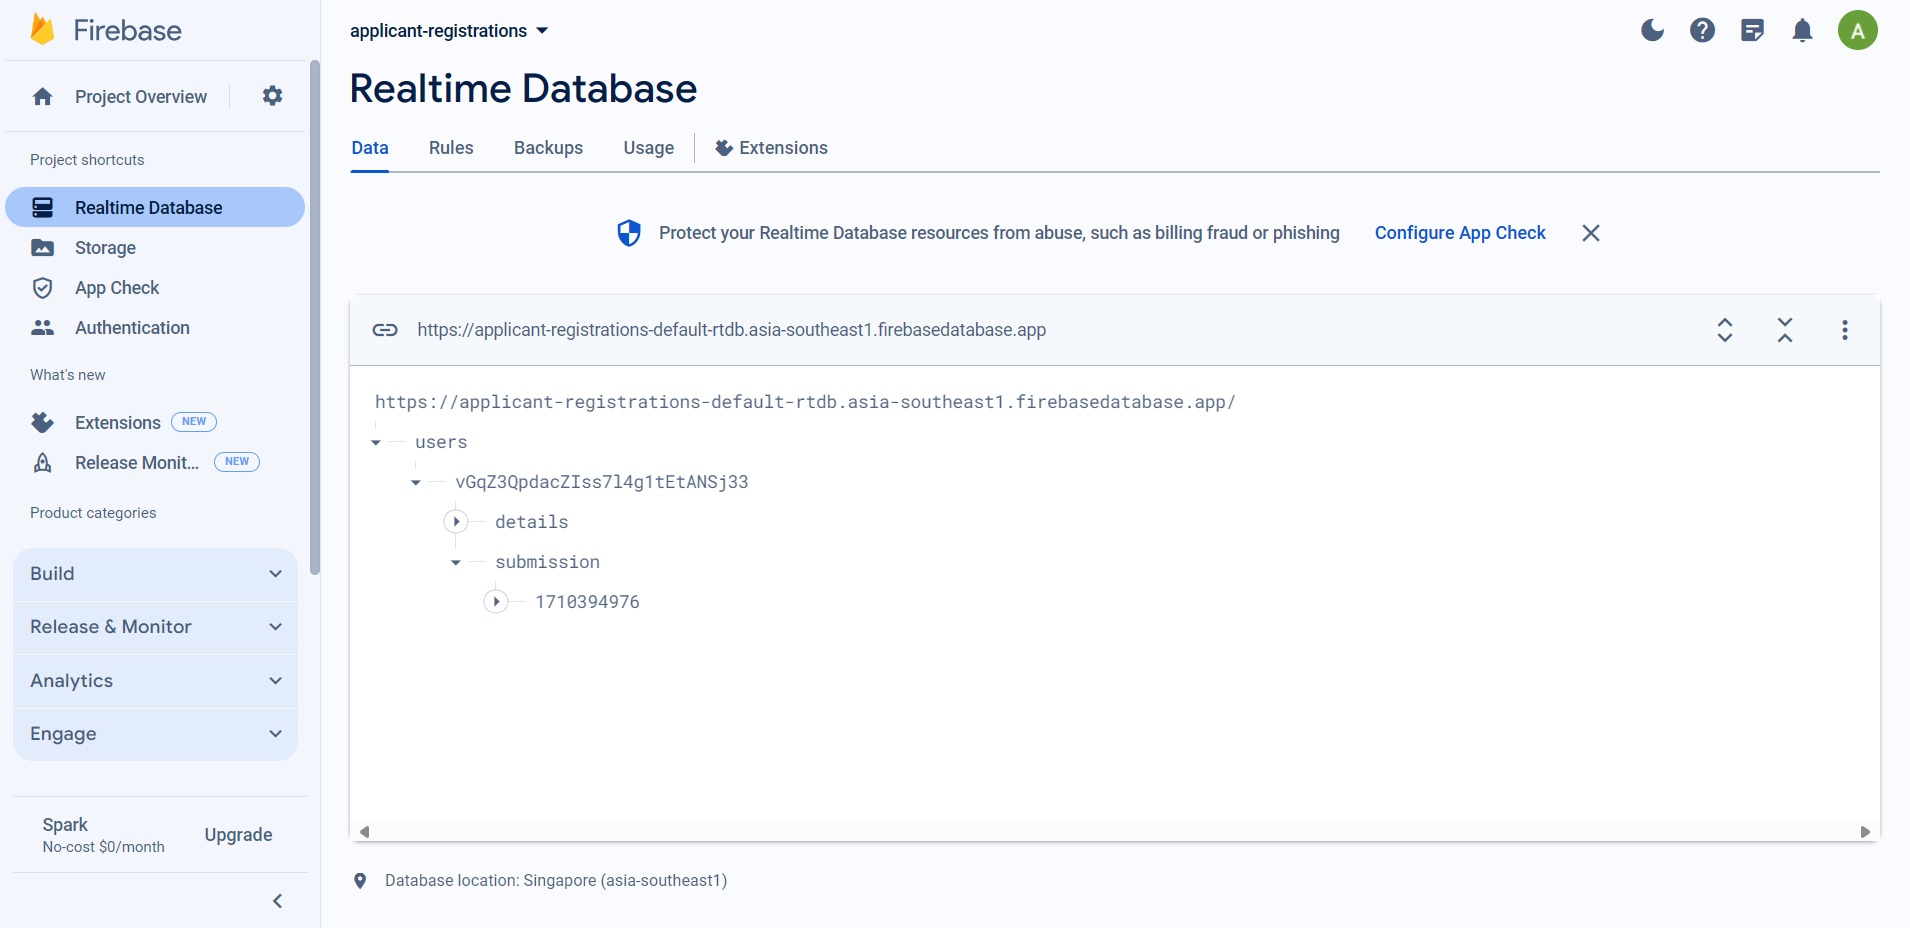 Firebase
Project Overview
Project shortcuts
Realtime Database
Storage
App Check
Authentication
What's new
Extensions NEW
Release Monit... NEW
Product categories
Build
Release & Monitor
Analytics
Engage
Spark
No-cost $0/month
Upgrade
applicant-registrations
A
Realtime Database
Data Rules Backups Usage Extensions
Protect your Realtime Database resources from abuse, such as billing fraud or phishing Configure App Check
https://applicant-registrations-default-rtdb.asia-southeast1.firebasedatabase.app
https://applicant-registrations-default-rtdb.asia-southeast1.firebasedatabase.app/
users
vGqZ3QpdacZIss7l4g1tEtANSj33
details
submission
1710394976
Database location: Singapore (asia-southeast1)